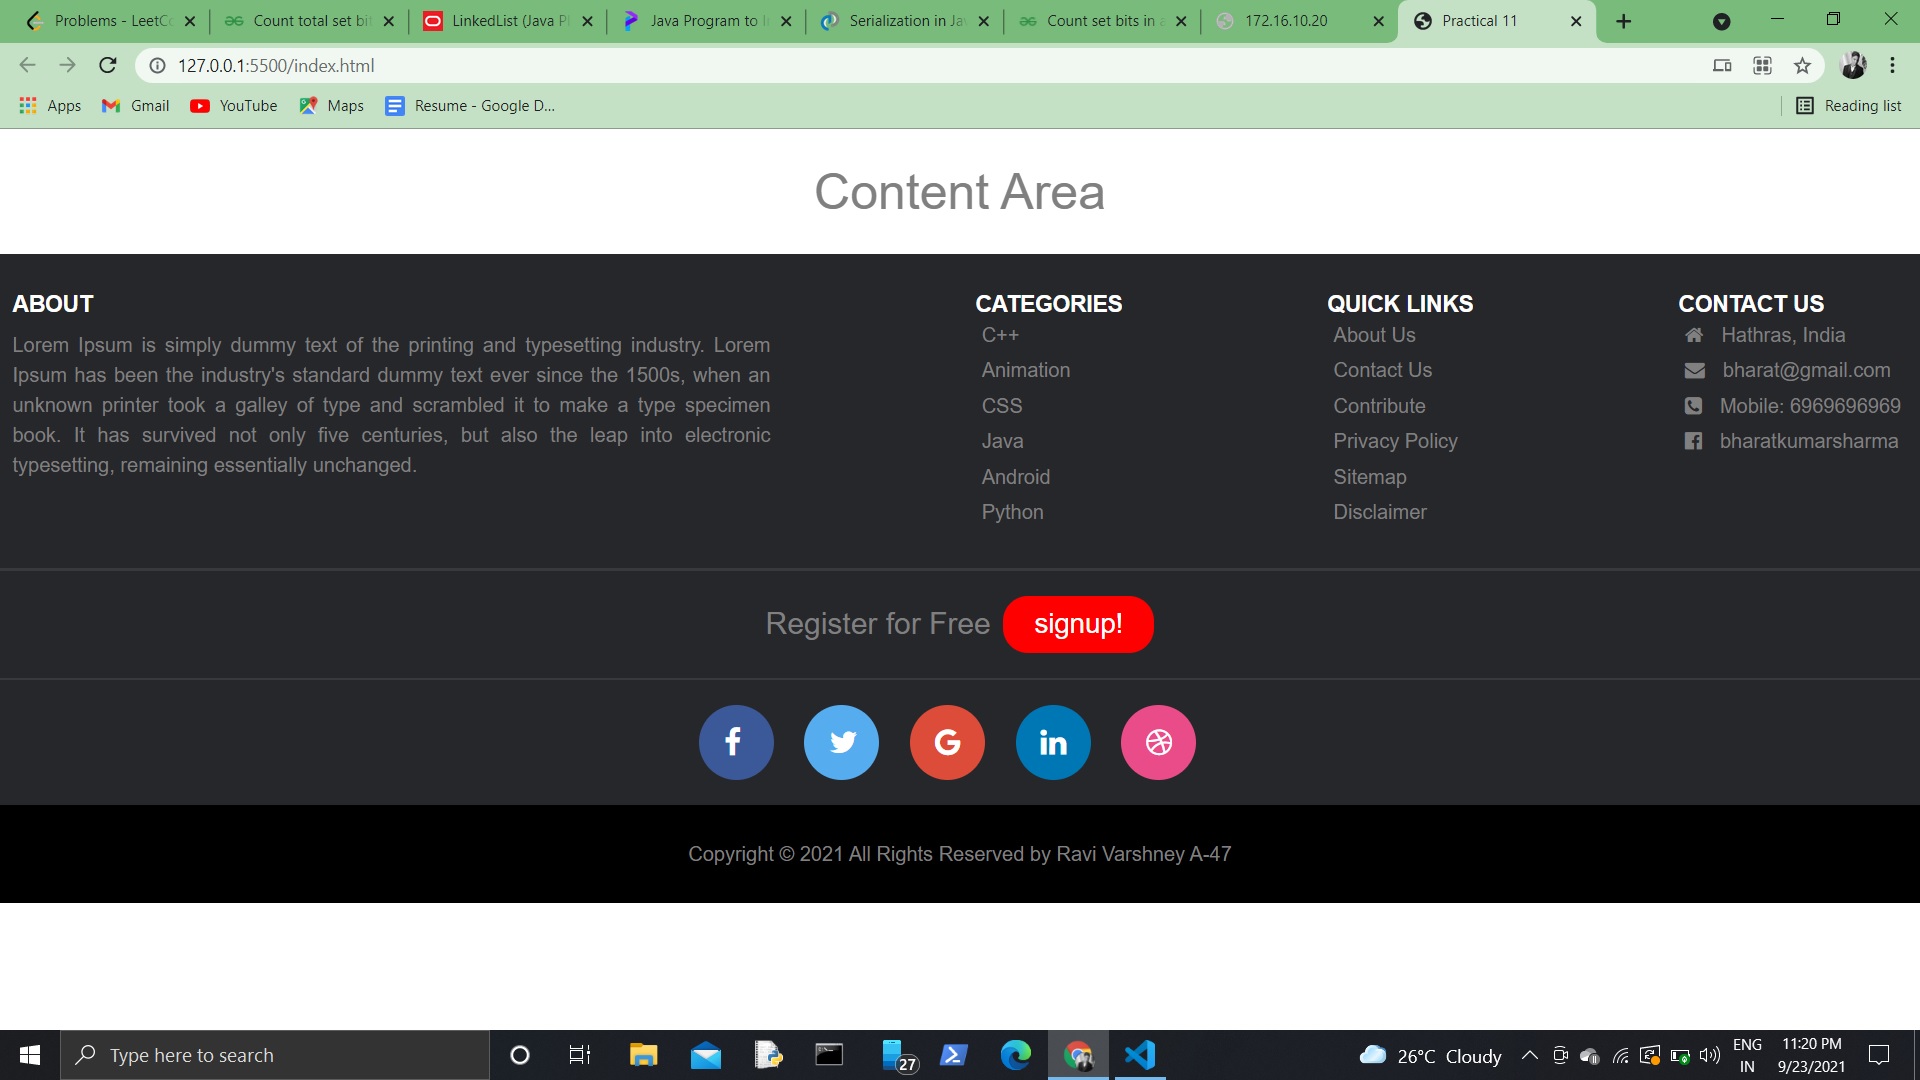 Problems - LeetCo
Count total set bit
LinkedList (Java Pl
Java Program to
Serialization in Jav
Count set bits in a
172.16.10.20
Practical 11
127.0.0.1:5500/index.html
Apps
Gmail
YouTube
Maps
Resume - Google D...
Reading list
Content Area
ABOUT
Lorem Ipsum is simply dummy text of the printing and typesetting industry. Lorem
Ipsum has been the industry's standard dummy text ever since the 1500s, when an
unknown printer took a galley of type and scrambled it to make a type specimen
book. It has survived not only five centuries, but also the leap into electronic
typesetting, remaining essentially unchanged.
CATEGORIES
C++
Animation
CSS
Java
Android
Python
QUICK LINKS
About Us
Contact Us
Contribute
Privacy Policy
Sitemap
Disclaimer
CONTACT US
Hathras, India
bharat@gmail.com
Mobile: 6969696969
bharatkumarsharma
Register for Free signup!
Copyright © 2021 All Rights Reserved by Ravi Varshney A-47
Type here to search
27
26°C Cloudy
ENG
IN
11:20 PM
9/23/2021